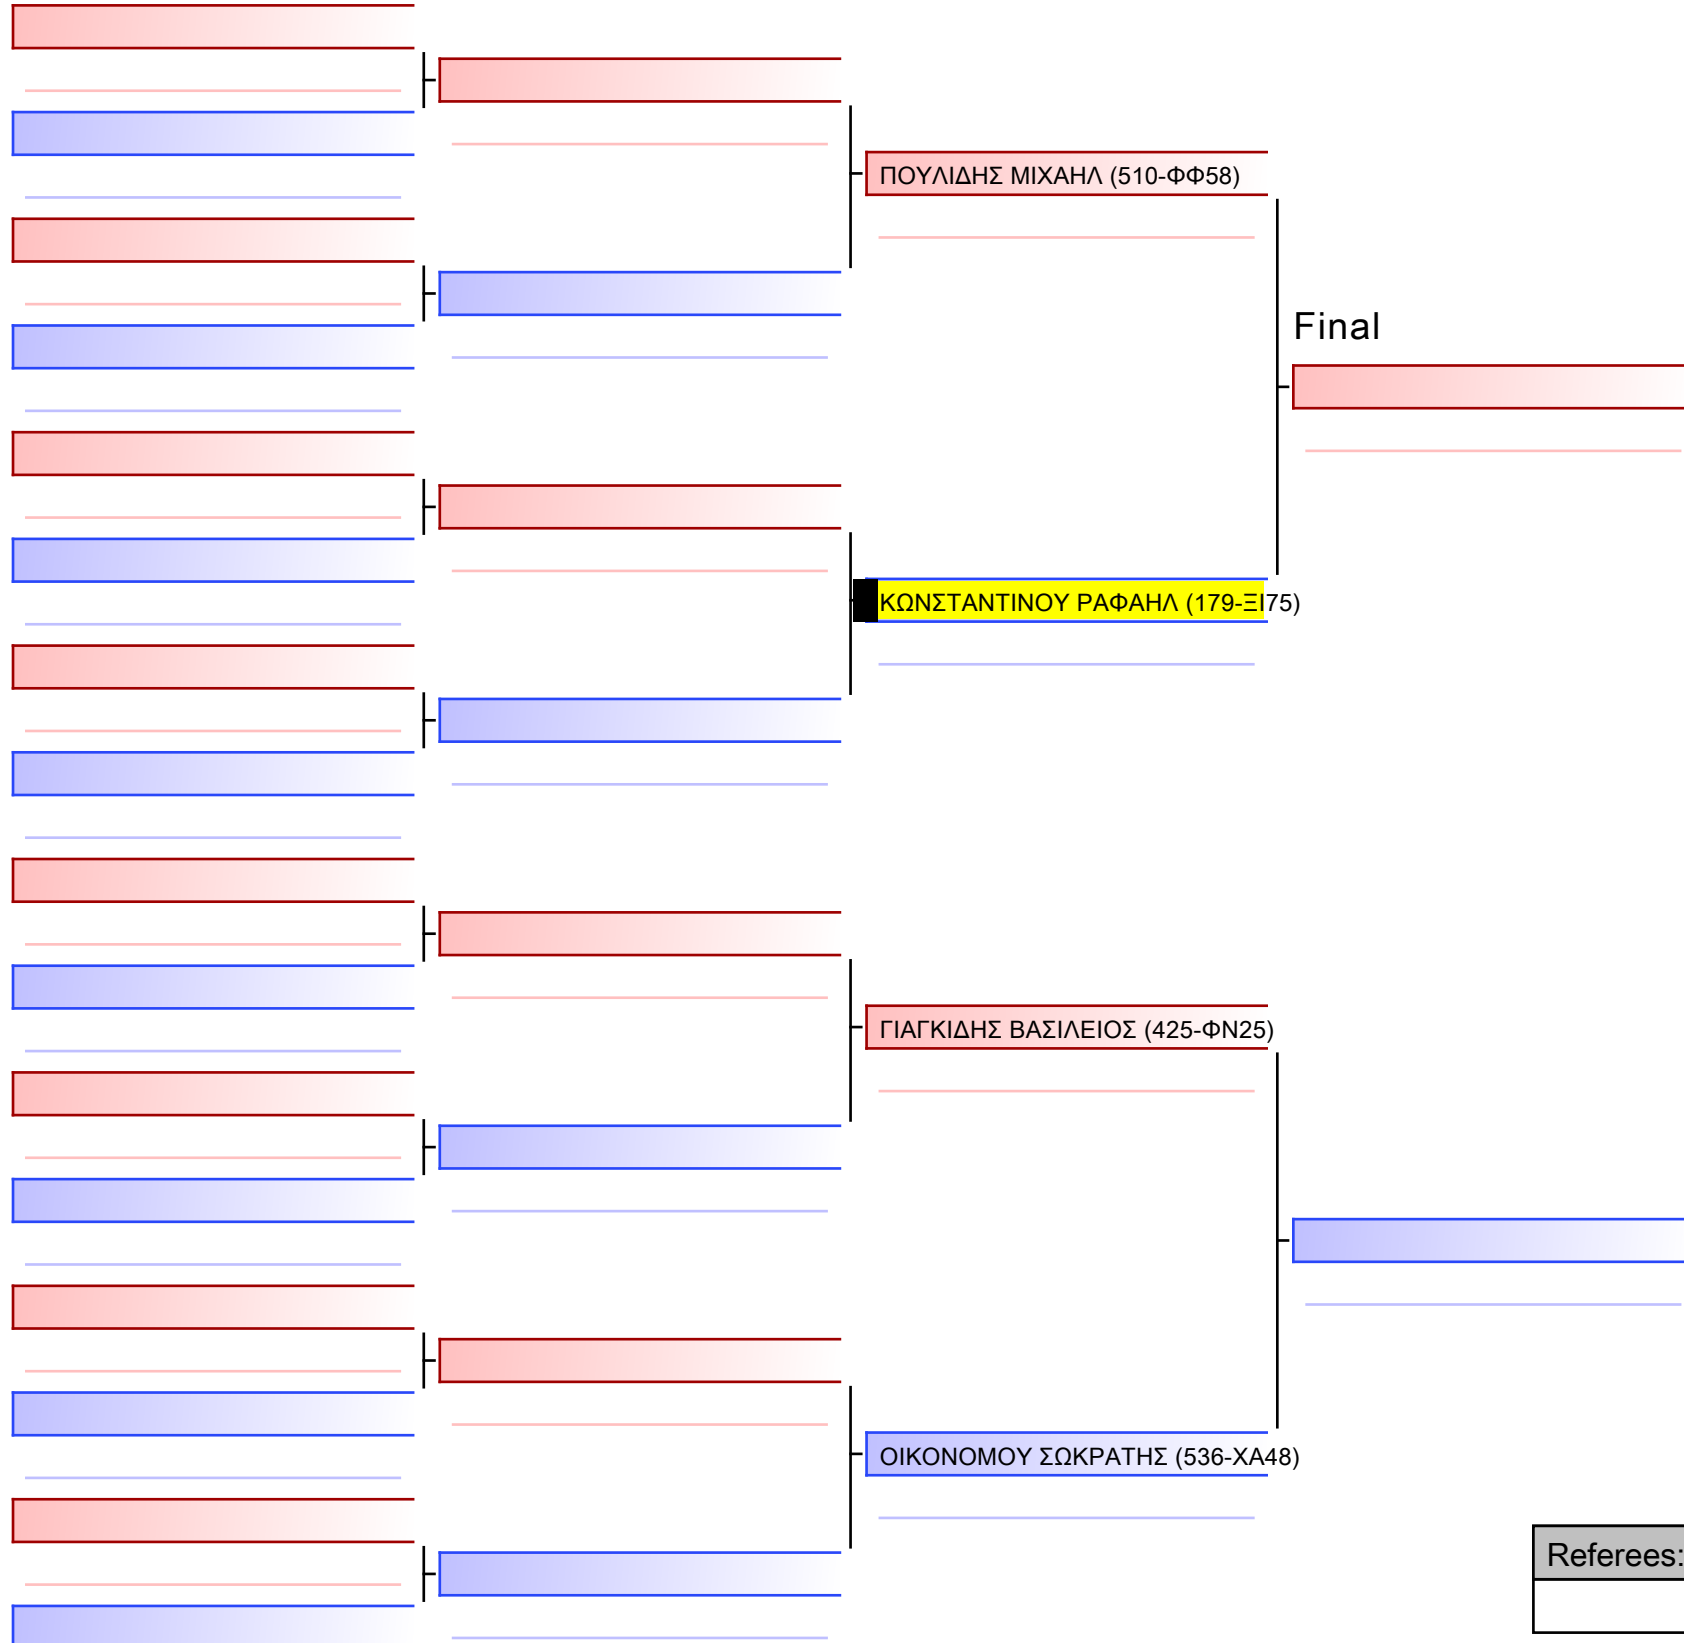 ΠΟΥΛΙΔΗΣ ΜΙΧΑΗΛ (510-ΦΦ58)
Final
ΚΩΝΣΤΑΝΤΙΝΟΥ ΡΑΦΑΗΛ (179-ΞΙ75)
ΓΙΑΓΚΙΔΗΣ ΒΑΣΙΛΕΙΟΣ (425-ΦΝ25)
ΟΙΚΟΝΟΜΟΥ ΣΩΚΡΑΤΗΣ (536-ΧΑ48)
Referees: